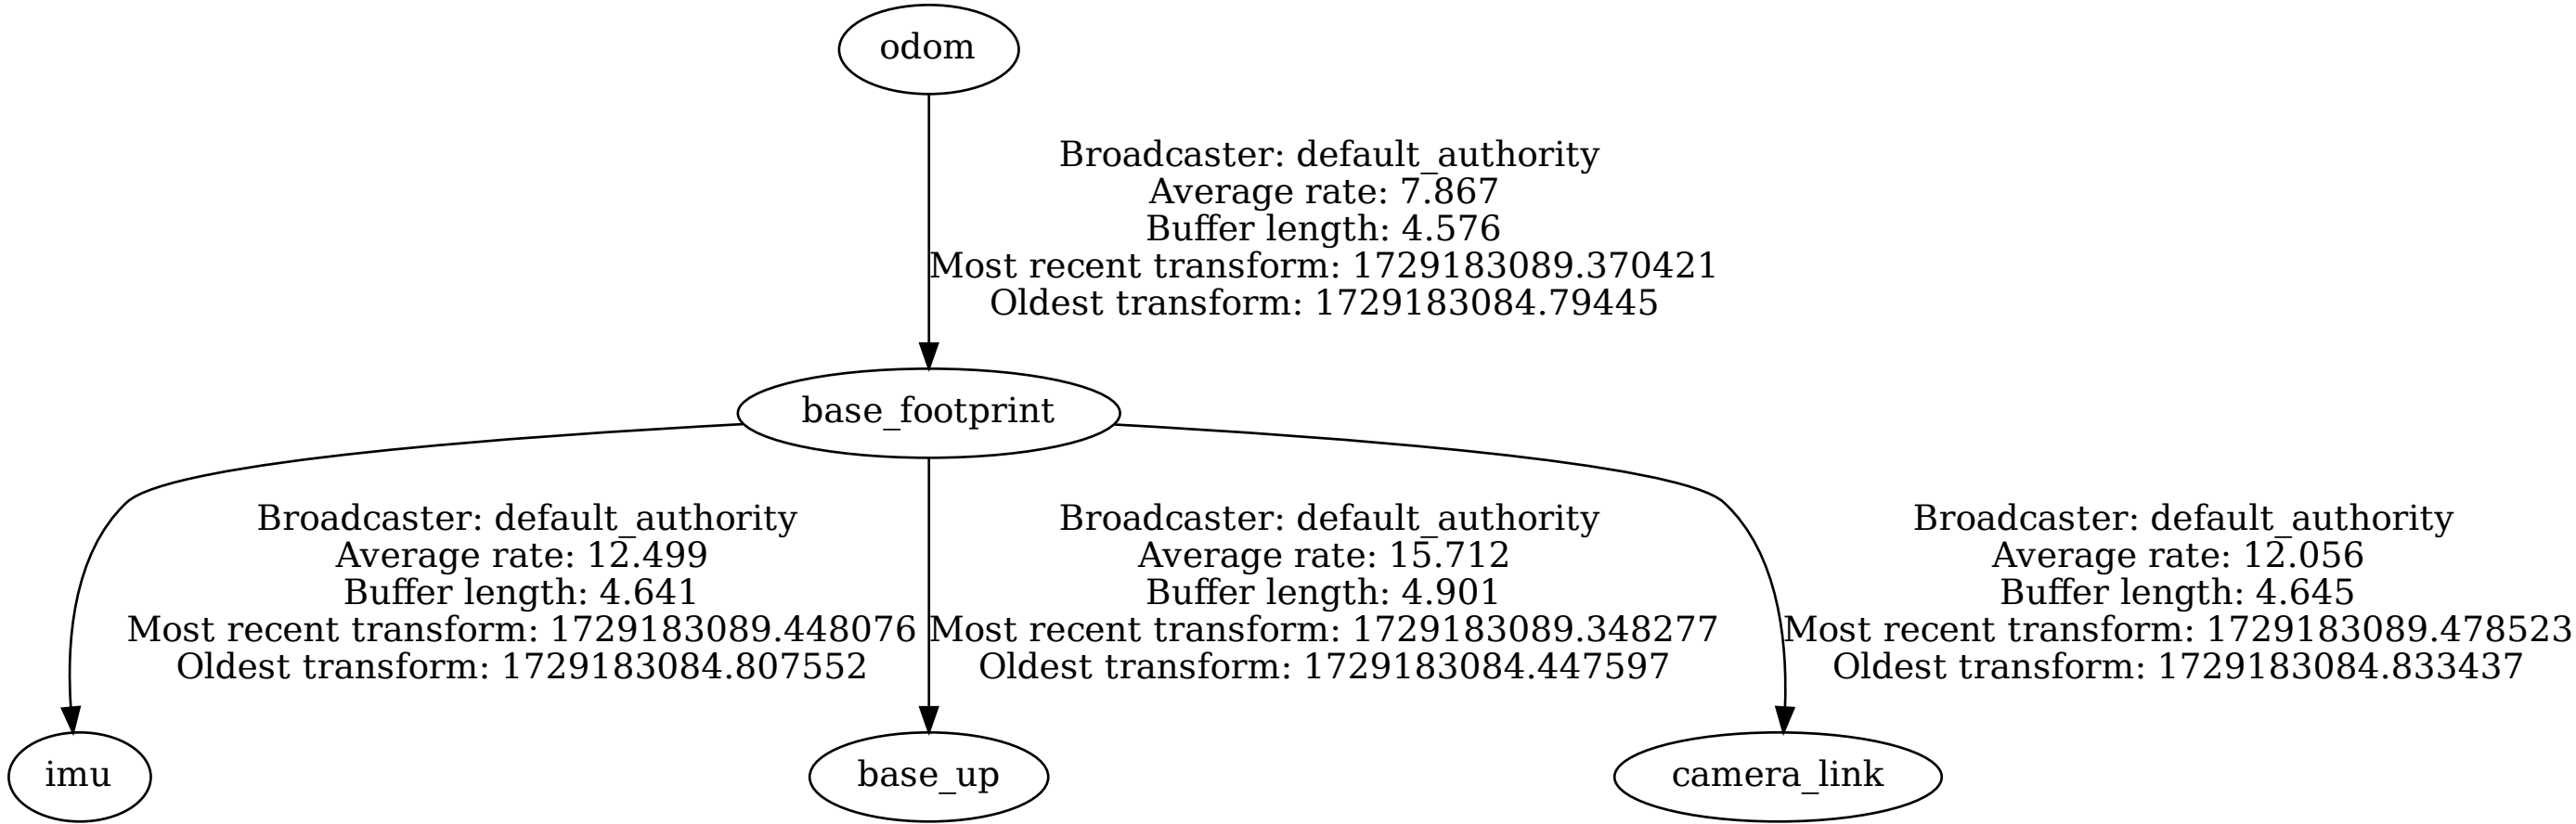 odom
Broadcaster: default_authority
Average rate: 7.867
Buffer length: 4.576
Most recent transform: 1729183089.370421
Oldest transform: 1729183084.79445
base_footprint
Broadcaster: default_authority
Average rate: 12.499
Buffer length: 4.641
Most recent transform: 1729183089.448076
Oldest transform: 1729183084.807552
Broadcaster: default_authority
Average rate: 15.712
Buffer length: 4.901
Most recent transform: 1729183089.348277
Oldest transform: 1729183084.447597
Broadcaster: default_authority
Average rate: 12.056
Buffer length: 4.645
Most recent transform: 1729183089.478523
Oldest transform: 1729183084.833437
imu
base_up
camera_link